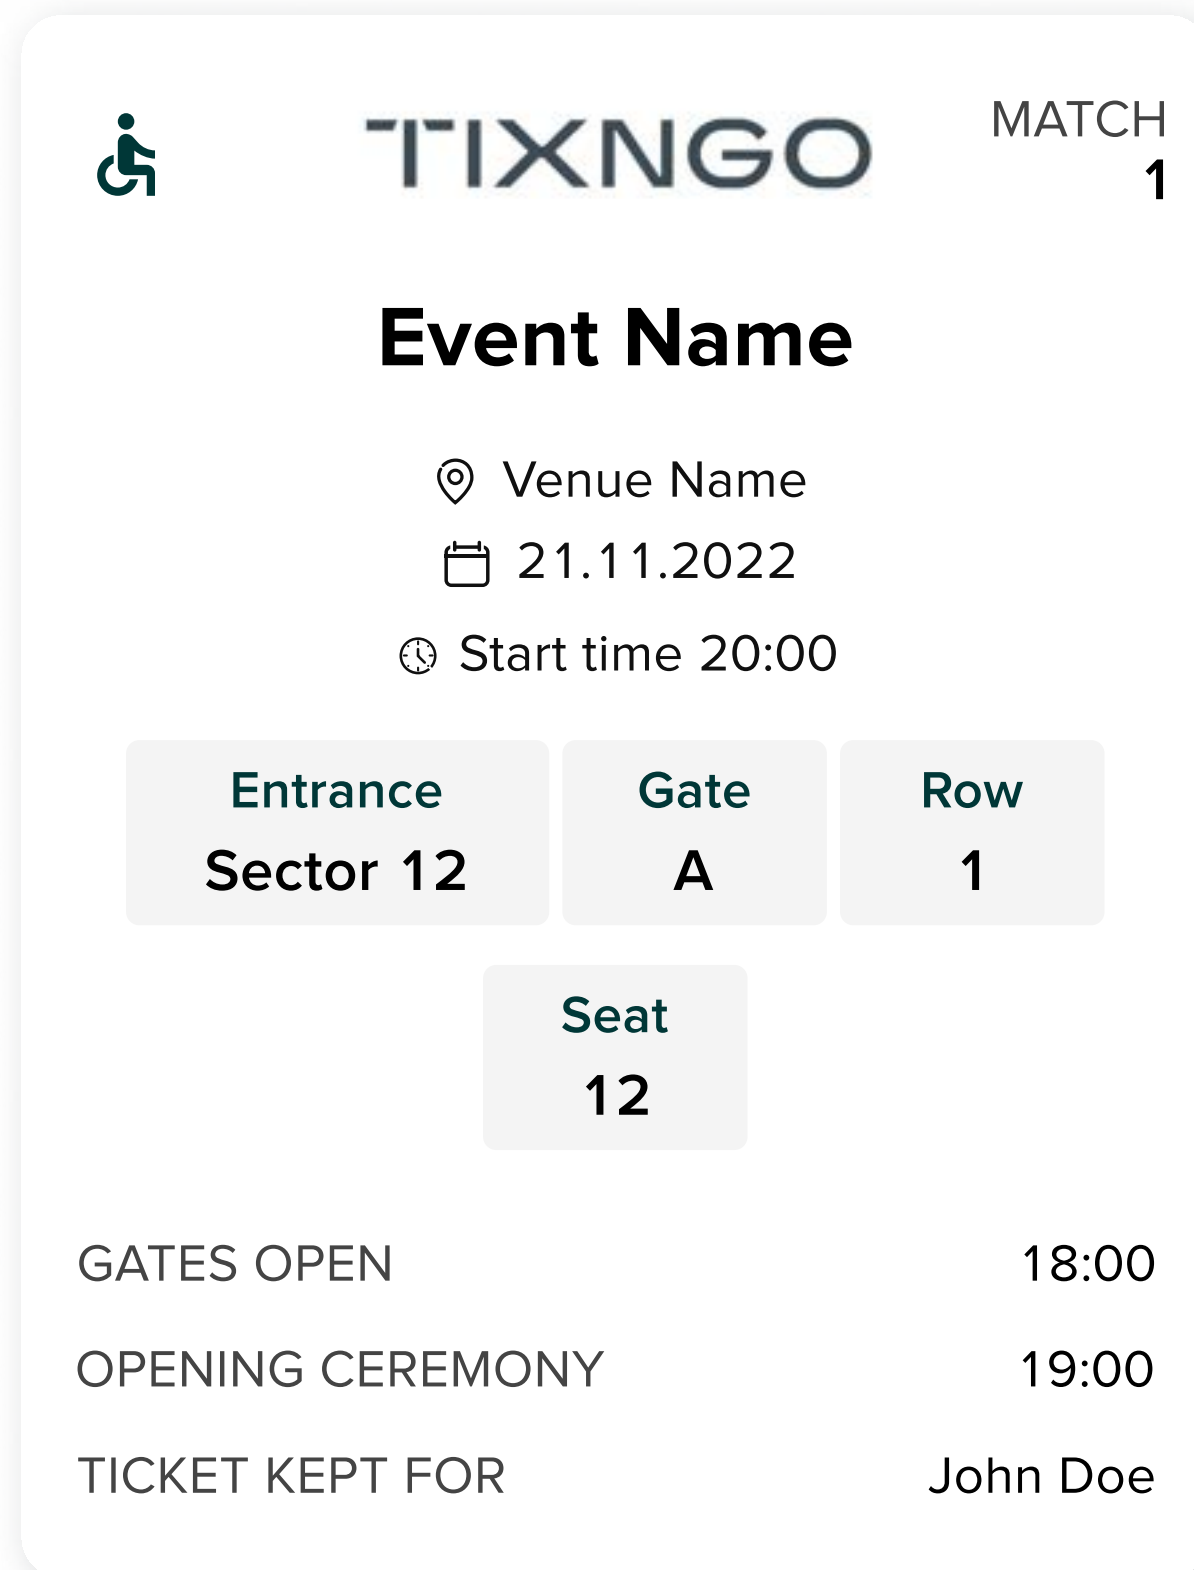 TIXNGO
MATCH
1
Event Name
Venue Name
21.11.2022
Start time 20:00
Entrance
Sector 12
Gate
A
Row
1
Seat
12
GATES OPEN 18:00
OPENING CEREMONY 19:00
TICKET KEPT FOR John Doe